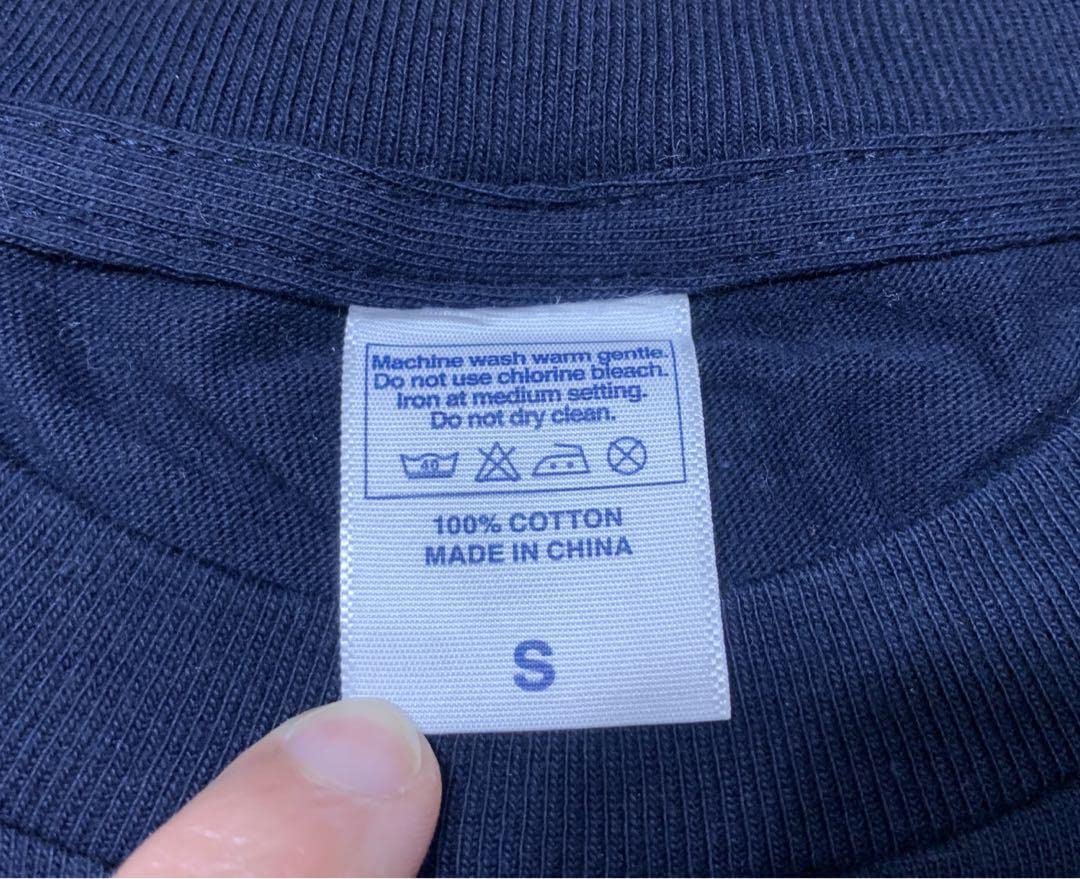 Machine wash warm gentle.
Do not use chlorine bleach.
Iron at medium setting.
Do not dry clean.
40
100% COTTON
MADE IN CHINA
S